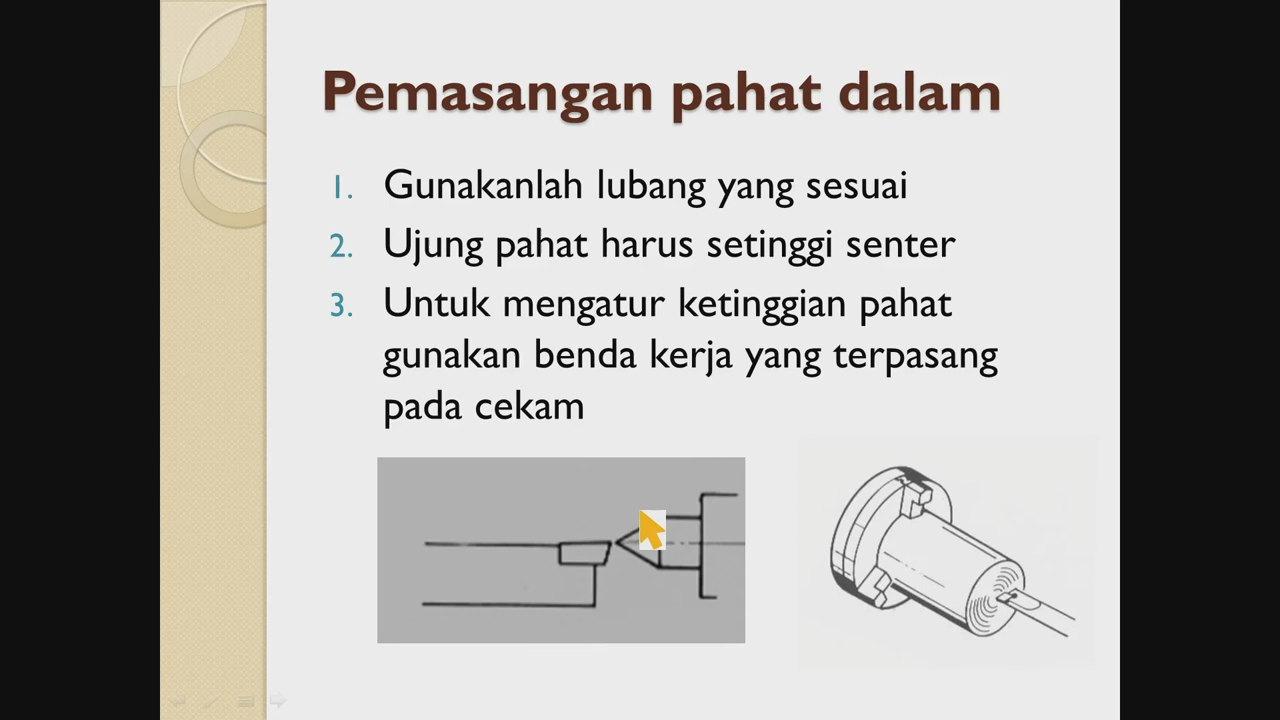 Pemasangan pahat dalam
1. Gunakanlah lubang yang sesuai
2. Ujung pahat harus setinggi senter
3. Untuk mengatur ketinggian pahat
gunakan benda kerja yang terpasang
pada cekam